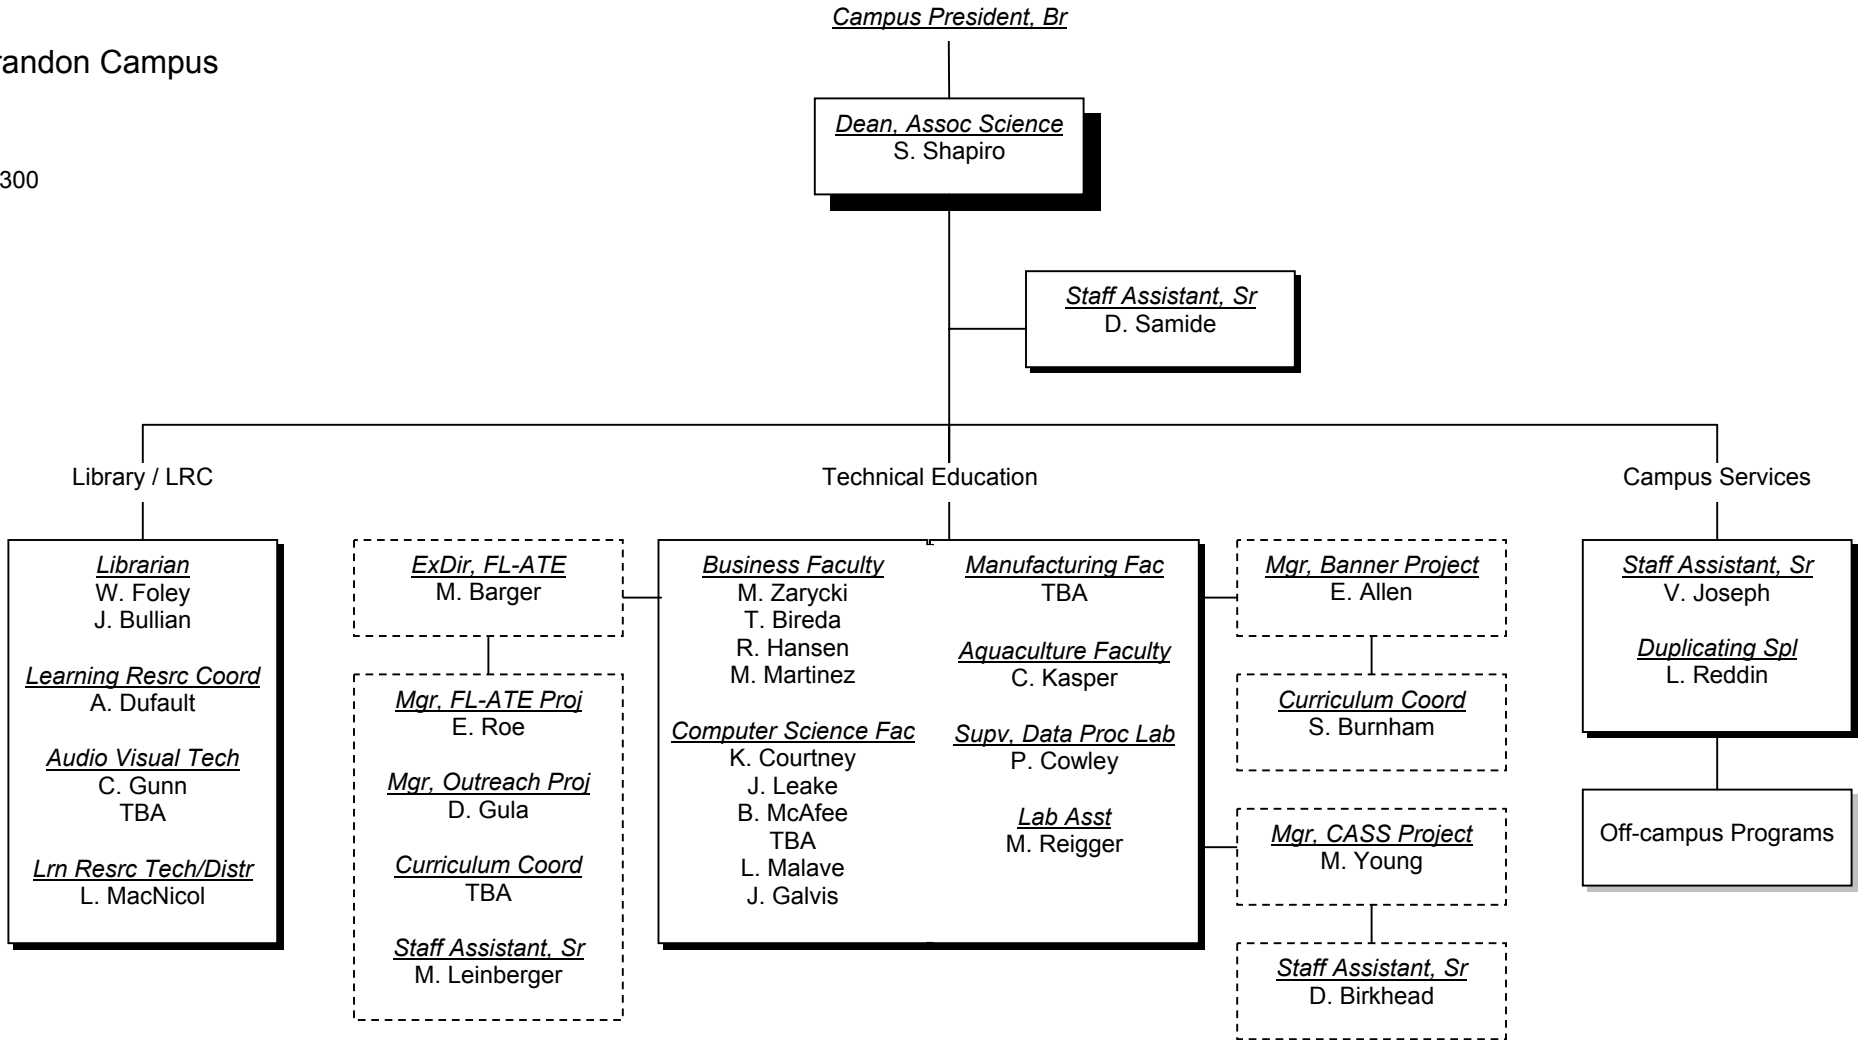 Campus President, Br
randon Campus
300
Dean, Assoc Science
S. Shapiro
Staff Assistant, Sr
D. Samide
Library / LRC
Technical Education
Campus Services
Librarian
W. Foley
J. Bullian
Learning Resrc Coord
A. Dufault
Audio Visual Tech
C. Gunn
TBA
Lrn Resrc Tech/Distr
L. MacNicol
ExDir, FL-ATE
M. Barger
Mgr, FL-ATE Proj
E. Roe
Mgr, Outreach Proj
D. Gula
Curriculum Coord
TBA
Staff Assistant, Sr
M. Leinberger
Business Faculty
M. Zarycki
T. Bireda
R. Hansen
M. Martinez
Computer Science Fac
K. Courtney
J. Leake
B. McAfee
TBA
L. Malave
J. Galvis
Manufacturing Fac
TBA
Aquaculture Faculty
C. Kasper
Supv, Data Proc Lab
P. Cowley
Lab Asst
M. Reigger
Mgr, Banner Project
E. Allen
Curriculum Coord
S. Burnham
Mgr, CASS Project
M. Young
Staff Assistant, Sr
D. Birkhead
Staff Assistant, Sr
V. Joseph
Duplicating Spl
L. Reddin
Off-campus Programs